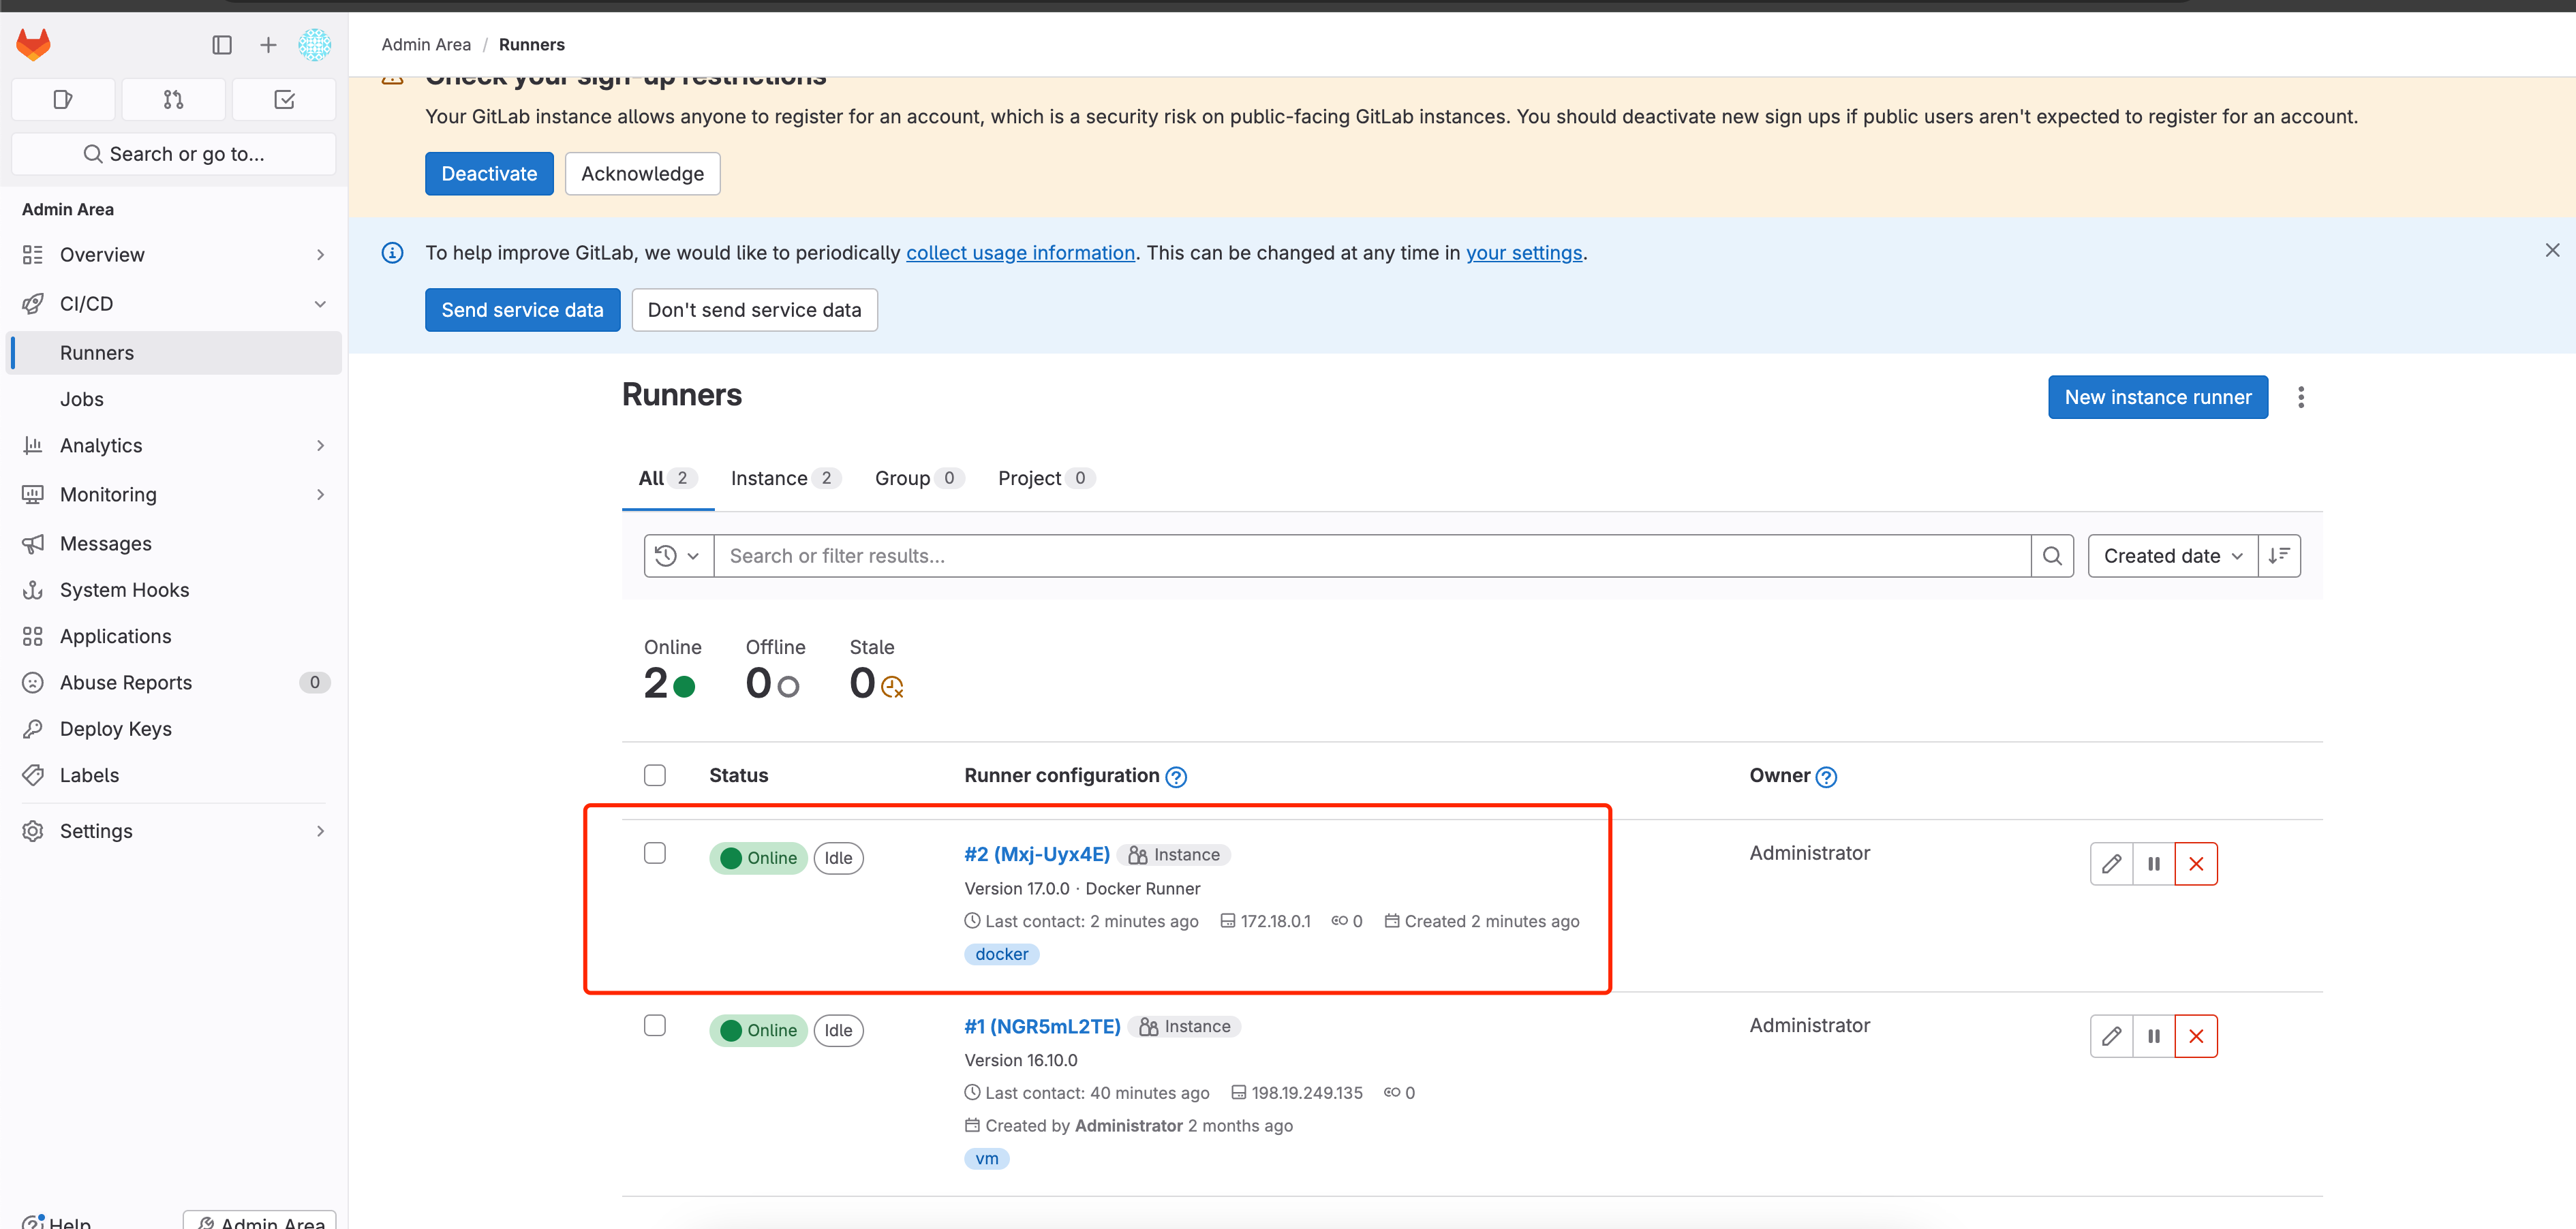 Admin Area / Runners
Search or go to...
Admin Area
Overview
CI/CD
Runners
Jobs
Analytics
Monitoring
Messages
System Hooks
Applications
Abuse Reports 0
Deploy Keys
Labels
Settings
Help
Admin Area
Check your sign-up restrictions
Your GitLab instance allows anyone to register for an account, which is a security risk on public-facing GitLab instances. You should deactivate new sign ups if public users aren't expected to register for an account.
Deactivate Acknowledge
To help improve GitLab, we would like to periodically collect usage information. This can be changed at any time in your settings.
Send service data Don't send service data
Runners
New instance runner
All 2 Instance 2 Group 0 Project 0
Search or filter results...
Created date
Online Offline Stale
2 0 0
Status Runner configuration Owner
Online Idle #2 (Mxj-Uyx4E) Instance Administrator
Version 17.0.0 · Docker Runner
Last contact: 2 minutes ago 172.18.0.1 0 Created 2 minutes ago
docker
Online Idle #1 (NGR5mL2TE) Instance Administrator
Version 16.10.0
Last contact: 40 minutes ago 198.19.249.135 0
Created by Administrator 2 months ago
vm